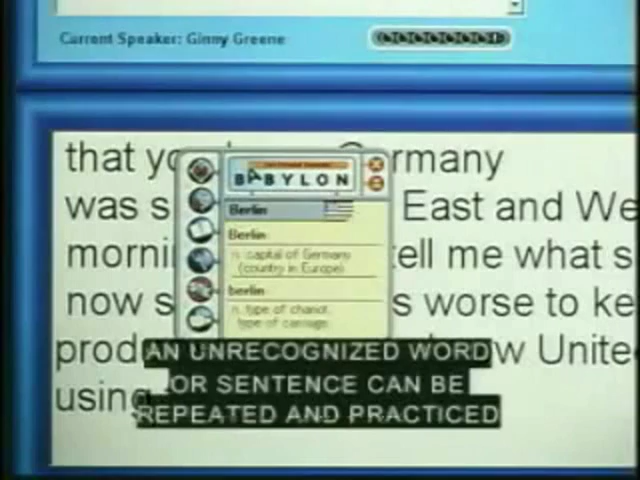 Current Speaker: Ginny Greene
that yo Germany
was s East and We
morni tell me what s
now s s worse to ke
prod w Unite
using
BABYLON
Berlin
Berlin
n. capital of Germany
(country in Europe)
berlin
n. type of chariot,
type of carriage
AN UNRECOGNIZED WORD
OR SENTENCE CAN BE
REPEATED AND PRACTICED